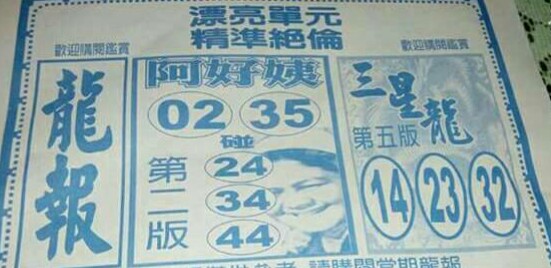 漂亮單元
精準絕倫
歡迎購閱鑑賞
歡迎購閱鑑賞
龍報
阿好姨
02 35
碰
第二版
24
34
44
三星龍
第五版
14 23 32
請購閱當期龍報